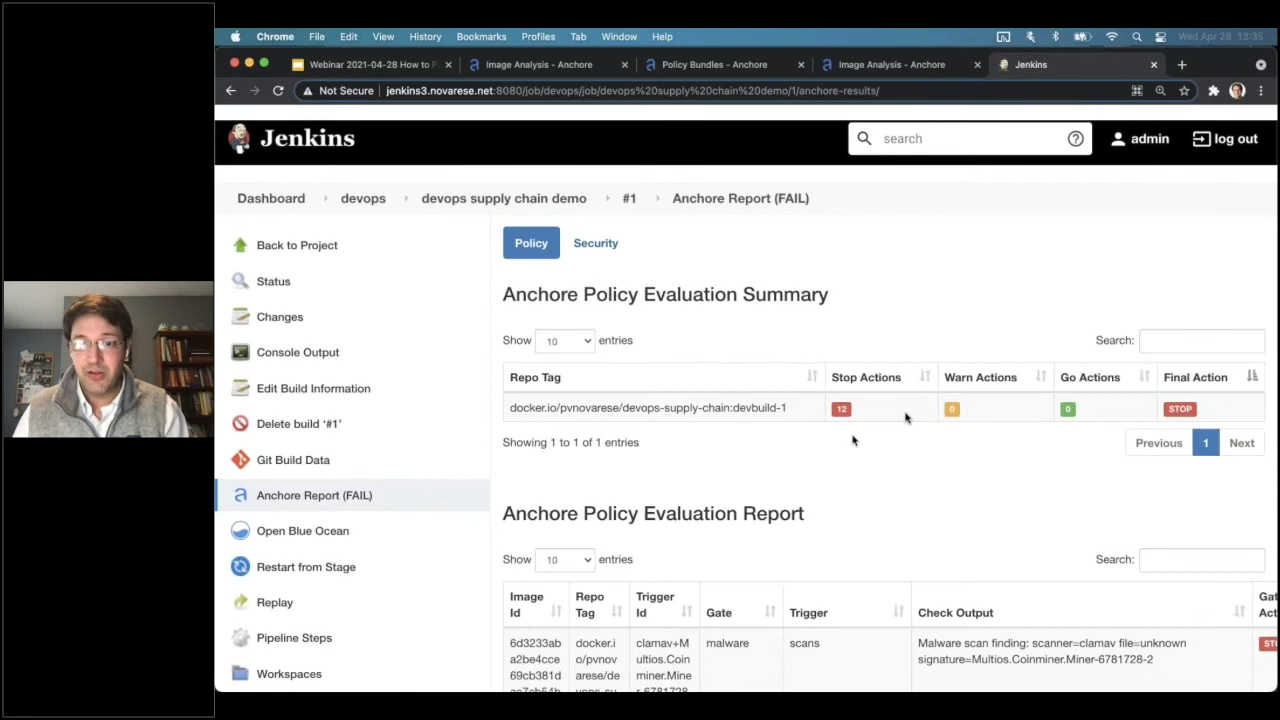 Chrome File Edit View History Bookmarks Profiles Tab Window Help Wed Apr 28 13:35
Webinar 2021-04-28 How to P Image Analysis - Anchore Policy Bundles - Anchore Image Analysis - Anchore Jenkins
Not Secure jenkins3.novarese.net:8080/job/devops/job/devops%20supply%20chain%20demo/1/anchore-results/
Jenkins search admin log out
Dashboard devops devops supply chain demo #1 Anchore Report (FAIL)
Back to Project
Status
Changes
Console Output
Edit Build Information
Delete build '#1'
Git Build Data
Anchore Report (FAIL)
Open Blue Ocean
Restart from Stage
Replay
Pipeline Steps
Workspaces
Policy Security
Anchore Policy Evaluation Summary
Show 10 entries Search:
Repo Tag Stop Actions Warn Actions Go Actions Final Action
docker.io/pvnovarese/devops-supply-chain:devbuild-1 12 0 0 STOP
Showing 1 to 1 of 1 entries Previous 1 Next
Anchore Policy Evaluation Report
Show 10 entries Search:
Image Repo Trigger Gat
Id Tag Id Gate Trigger Check Output Act
6d3233ab docker.i clamav+M malware scans Malware scan finding: scanner=clamav file=unknown STO
a2be4cce o/pvnov ultios.Coin signature=Multios.Coinminer.Miner-6781728-2
69cb381d arese/de miner.Mine